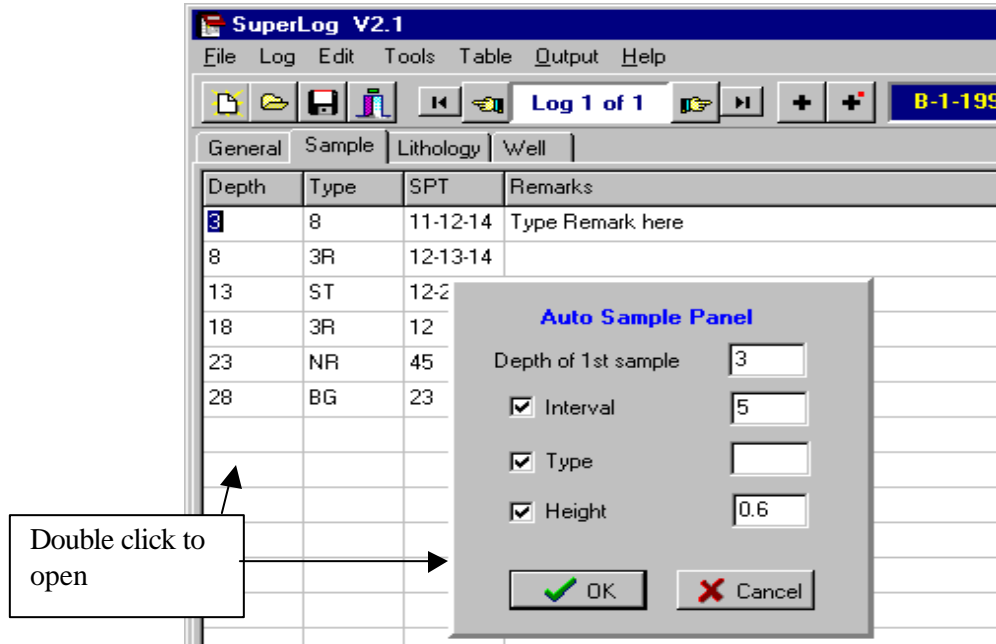 SuperLog V2.1
File Log Edit Tools Table Output Help
Log 1 of 1
B-1-199
General Sample Lithology Well
Depth Type SPT Remarks
3 8 11-12-14 Type Remark here
8 3R 12-13-14
13 ST 12-2
18 3R 12
23 NR 45
28 BG 23
Auto Sample Panel
Depth of 1st sample 3
Interval 5
Type
Height 0.6
OK Cancel
Double click to
open